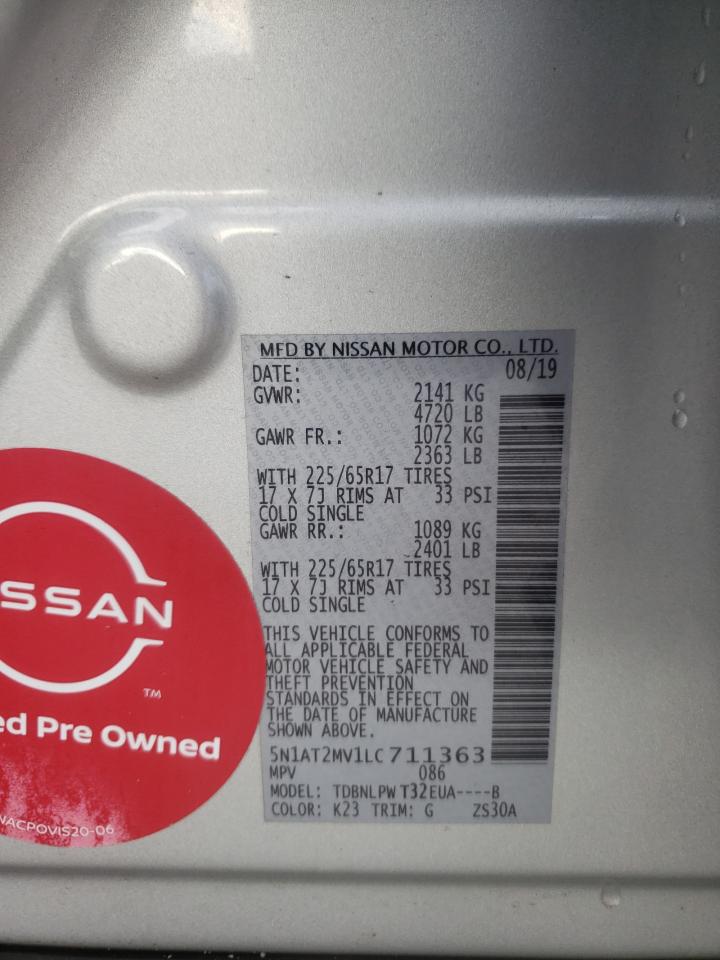 MFD BY NISSAN MOTOR CO., LTD.
DATE: 08/19
GVWR: 2141 KG
4720 LB
GAWR FR.: 1072 KG
2363 LB
WITH 225/65R17 TIRES
17 X 7J RIMS AT 33 PSI
COLD SINGLE
GAWR RR.: 1089 KG
2401 LB
WITH 225/65R17 TIRES
17 X 7J RIMS AT 33 PSI
COLD SINGLE
THIS VEHICLE CONFORMS TO
ALL APPLICABLE FEDERAL
MOTOR VEHICLE SAFETY AND
THEFT PREVENTION
STANDARDS IN EFFECT ON
THE DATE OF MANUFACTURE
SHOWN ABOVE.
5N1AT2MV1LC711363
MPV 086
MODEL: TDBNLPWT32EUA----B
COLOR: K23 TRIM: G ZS30A
ISSAN
TM
ed Pre Owned
NACPOVIS20-06